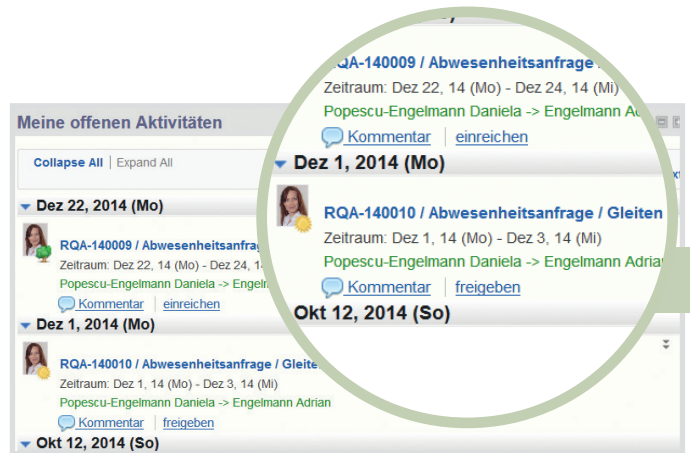 Meine offenen Aktivitäten
Collapse All | Expand All
Dez 22, 2014 (Mo)
RQA-140009 / Abwesenheitsanfrag
Zeitraum: Dez 22, 14 (Mo) - Dez 24, 1
Popescu-Engelmann Daniela -> Engel
Kommentar | einreichen
Dez 1, 2014 (Mo)
RQA-140010 / Abwesenheitsanfrage / Gleite
Zeitraum: Dez 1, 14 (Mo) - Dez 3, 14 (Mi)
Popescu-Engelmann Daniela -> Engelmann Adrian
Kommentar | freigeben
Okt 12, 2014 (So)
RQA-140009 / Abwesenheitsanfrage /
Zeitraum: Dez 22, 14 (Mo) - Dez 24, 14 (Mi)
Popescu-Engelmann Daniela -> Engelmann
Kommentar | einreichen
Dez 1, 2014 (Mo)
RQA-140010 / Abwesenheitsanfrage / Gleiten
Zeitraum: Dez 1, 14 (Mo) - Dez 3, 14 (Mi)
Popescu-Engelmann Daniela -> Engelmann Adria
Kommentar | freigeben
Okt 12, 2014 (So)